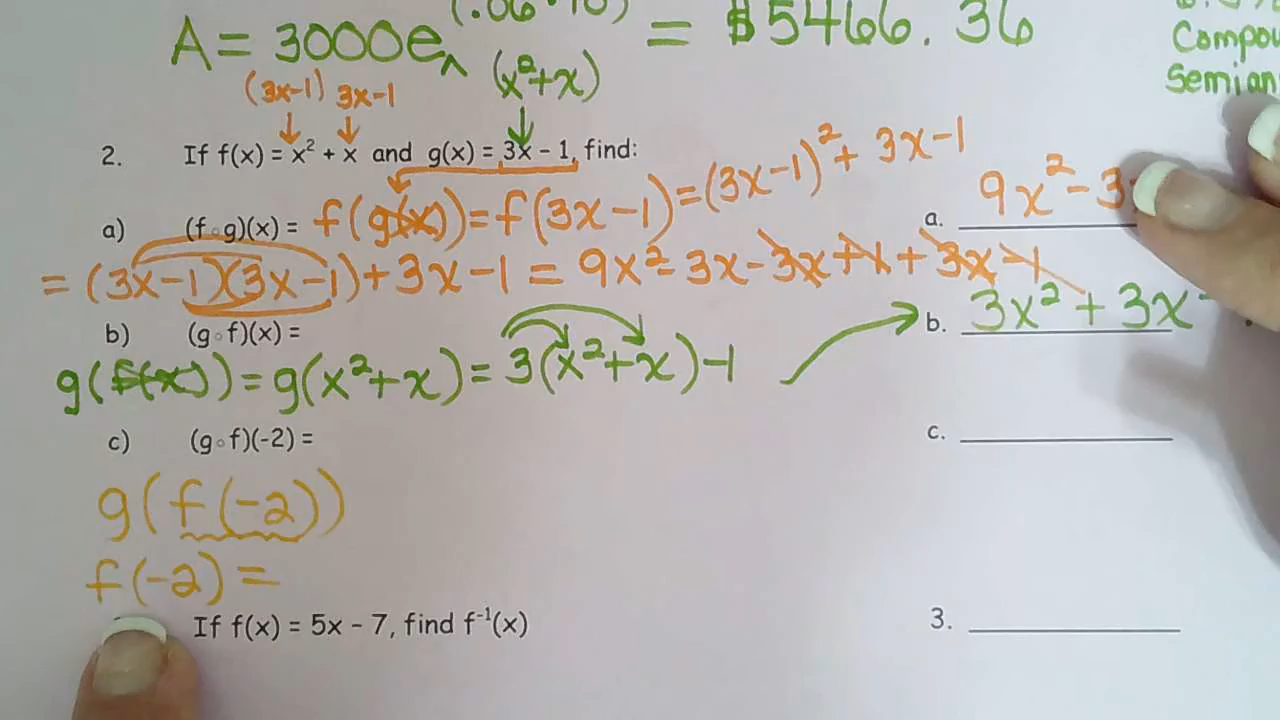 (.06·10)
A = 3000e^ = $5466.36
Compou
Semian
(3x-1) 3x-1 (x²+x)
2. If f(x) = x² + x and g(x) = 3x - 1, find:
a) (f∘g)(x) = f(g(x)) = f(3x-1) = (3x-1)² + 3x-1
a. 9x² - 3
= (3x-1)(3x-1) + 3x-1 = 9x² - 3x - 3x + 1 + 3x - 1
b) (g∘f)(x) =
b. 3x² + 3x -
g(f(x)) = g(x²+x) = 3(x²+x)-1
c) (g∘f)(-2) =
c.
g(f(-2))
f(-2) =
If f(x) = 5x - 7, find f⁻¹(x)
3.